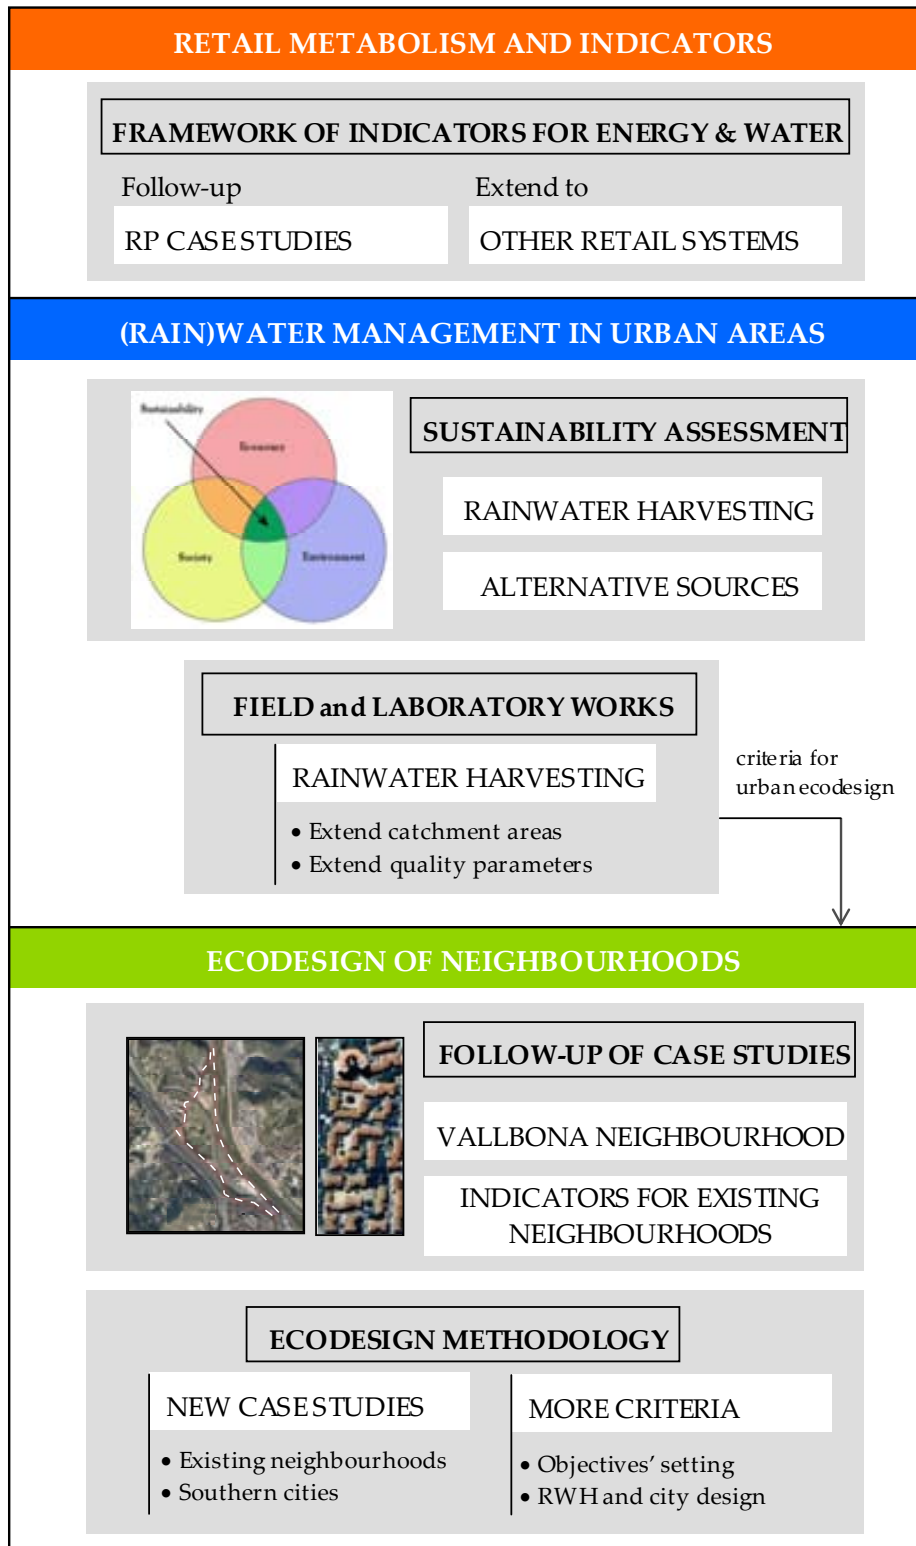 RETAIL METABOLISM AND INDICATORS
FRAMEWORK OF INDICATORS FOR ENERGY & WATER
Follow-up
RP CASE STUDIES
Extend to
OTHER RETAIL SYSTEMS
(RAIN)WATER MANAGEMENT IN URBAN AREAS
Sustainability
Economy
Society
Environment
SUSTAINABILITY ASSESSMENT
RAINWATER HARVESTING
ALTERNATIVE SOURCES
FIELD and LABORATORY WORKS
RAINWATER HARVESTING
• Extend catchment areas
• Extend quality parameters
criteria for
urban ecodesign
ECODESIGN OF NEIGHBOURHOODS
FOLLOW-UP OF CASE STUDIES
VALLBONA NEIGHBOURHOOD
INDICATORS FOR EXISTING
NEIGHBOURHOODS
ECODESIGN METHODOLOGY
NEW CASE STUDIES
• Existing neighbourhoods
• Southern cities
MORE CRITERIA
• Objectives’ setting
• RWH and city design